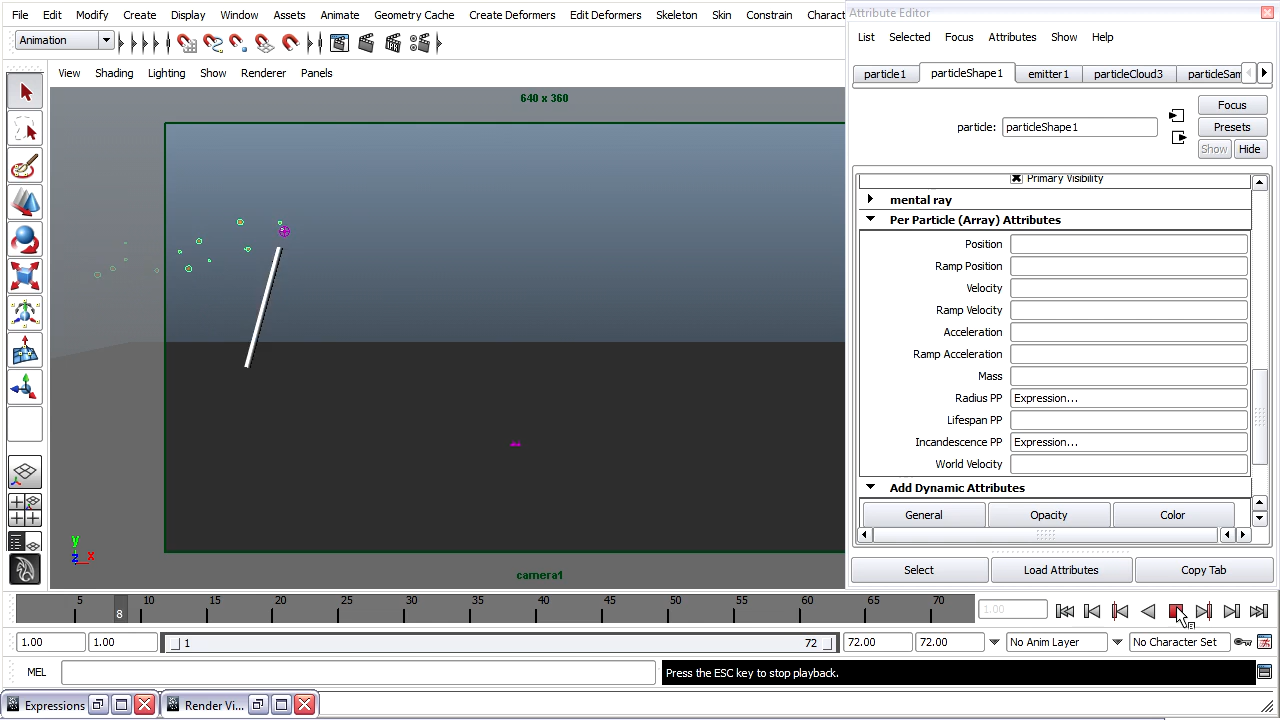 File Edit Modify Create Display Window Assets Animate Geometry Cache Create Deformers Edit Deformers Skeleton Skin Constrain Charact
Attribute Editor
Animation
List Selected Focus Attributes Show Help
View Shading Lighting Show Renderer Panels
particle1 particleShape1 emitter1 particleCloud3 particleSam
640 x 360
Focus
particle: particleShape1
Presets
Show Hide
Primary Visibility
mental ray
Per Particle (Array) Attributes
Position
Ramp Position
Velocity
Ramp Velocity
Acceleration
Ramp Acceleration
Mass
Radius PP Expression...
Lifespan PP
Incandescence PP Expression...
World Velocity
Add Dynamic Attributes
General Opacity Color
y
z x
camera1
Select Load Attributes Copy Tab
5 8 10 15 20 25 30 35 40 45 50 55 60 65 70 1.00
1.00 1.00 1 72 72.00 72.00 No Anim Layer No Character Set
MEL Press the ESC key to stop playback.
Expressions Render Vi...